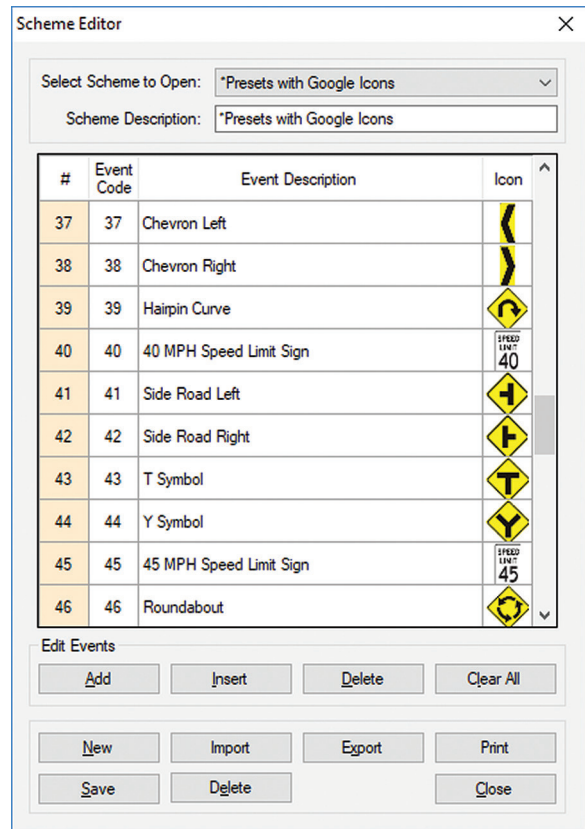 Scheme Editor
Select Scheme to Open: *Presets with Google Icons
Scheme Description: *Presets with Google Icons
# Event Code Event Description Icon
37 37 Chevron Left
38 38 Chevron Right
39 39 Hairpin Curve
40 40 40 MPH Speed Limit Sign SPEED LIMIT 40
41 41 Side Road Left
42 42 Side Road Right
43 43 T Symbol
44 44 Y Symbol
45 45 45 MPH Speed Limit Sign SPEED LIMIT 45
46 46 Roundabout
Edit Events
Add Insert Delete Clear All
New Import Export Print
Save Delete Close